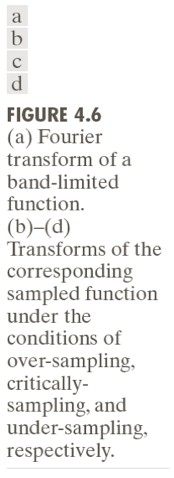 a
b
c
d
FIGURE 4.6
(a) Fourier
transform of a
band-limited
function.
(b)–(d)
Transforms of the
corresponding
sampled function
under the
conditions of
over-sampling,
critically-
sampling, and
under-sampling,
respectively.